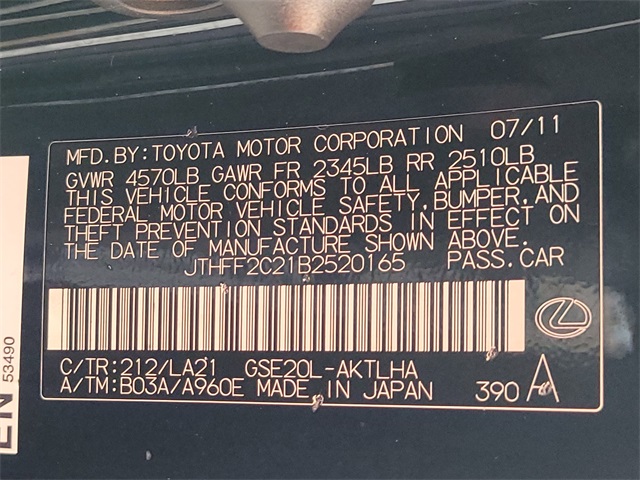 MFD. BY: TOYOTA MOTOR CORPORATION 07/11
GVWR 4570LB GAWR FR 2345LB RR 2510LB
THIS VEHICLE CONFORMS TO ALL APPLICABLE
FEDERAL MOTOR VEHICLE SAFETY, BUMPER, AND
THEFT PREVENTION STANDARDS IN EFFECT ON
THE DATE OF MANUFACTURE SHOWN ABOVE.
JTHFF2C21B2520165 PASS.CAR
C/TR: 212/LA21 GSE20L-AKTLHA
A/TM: B03A/A960E MADE IN JAPAN 390 A
EN
53490